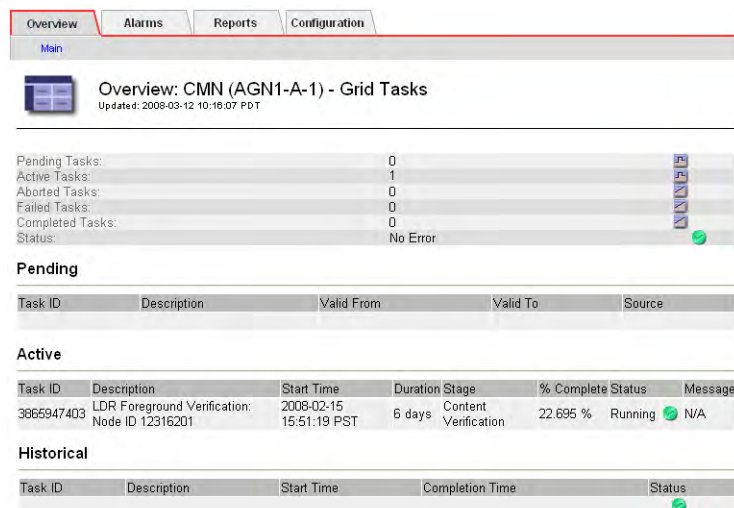 Overview Alarms Reports Configuration
Main
Overview: CMN (AGN1-A-1) - Grid Tasks
Updated: 2008-03-12 10:16:07 PDT
Pending Tasks: 0
Active Tasks: 1
Aborted Tasks: 0
Failed Tasks: 0
Completed Tasks: 0
Status: No Error
Pending
Task ID Description Valid From Valid To Source
Active
Task ID Description Start Time Duration Stage % Complete Status Message
3865947403 LDR Foreground Verification: Node ID 12316201 2008-02-15 15:51:19 PST 6 days Content Verification 22.695 % Running N/A
Historical
Task ID Description Start Time Completion Time Status